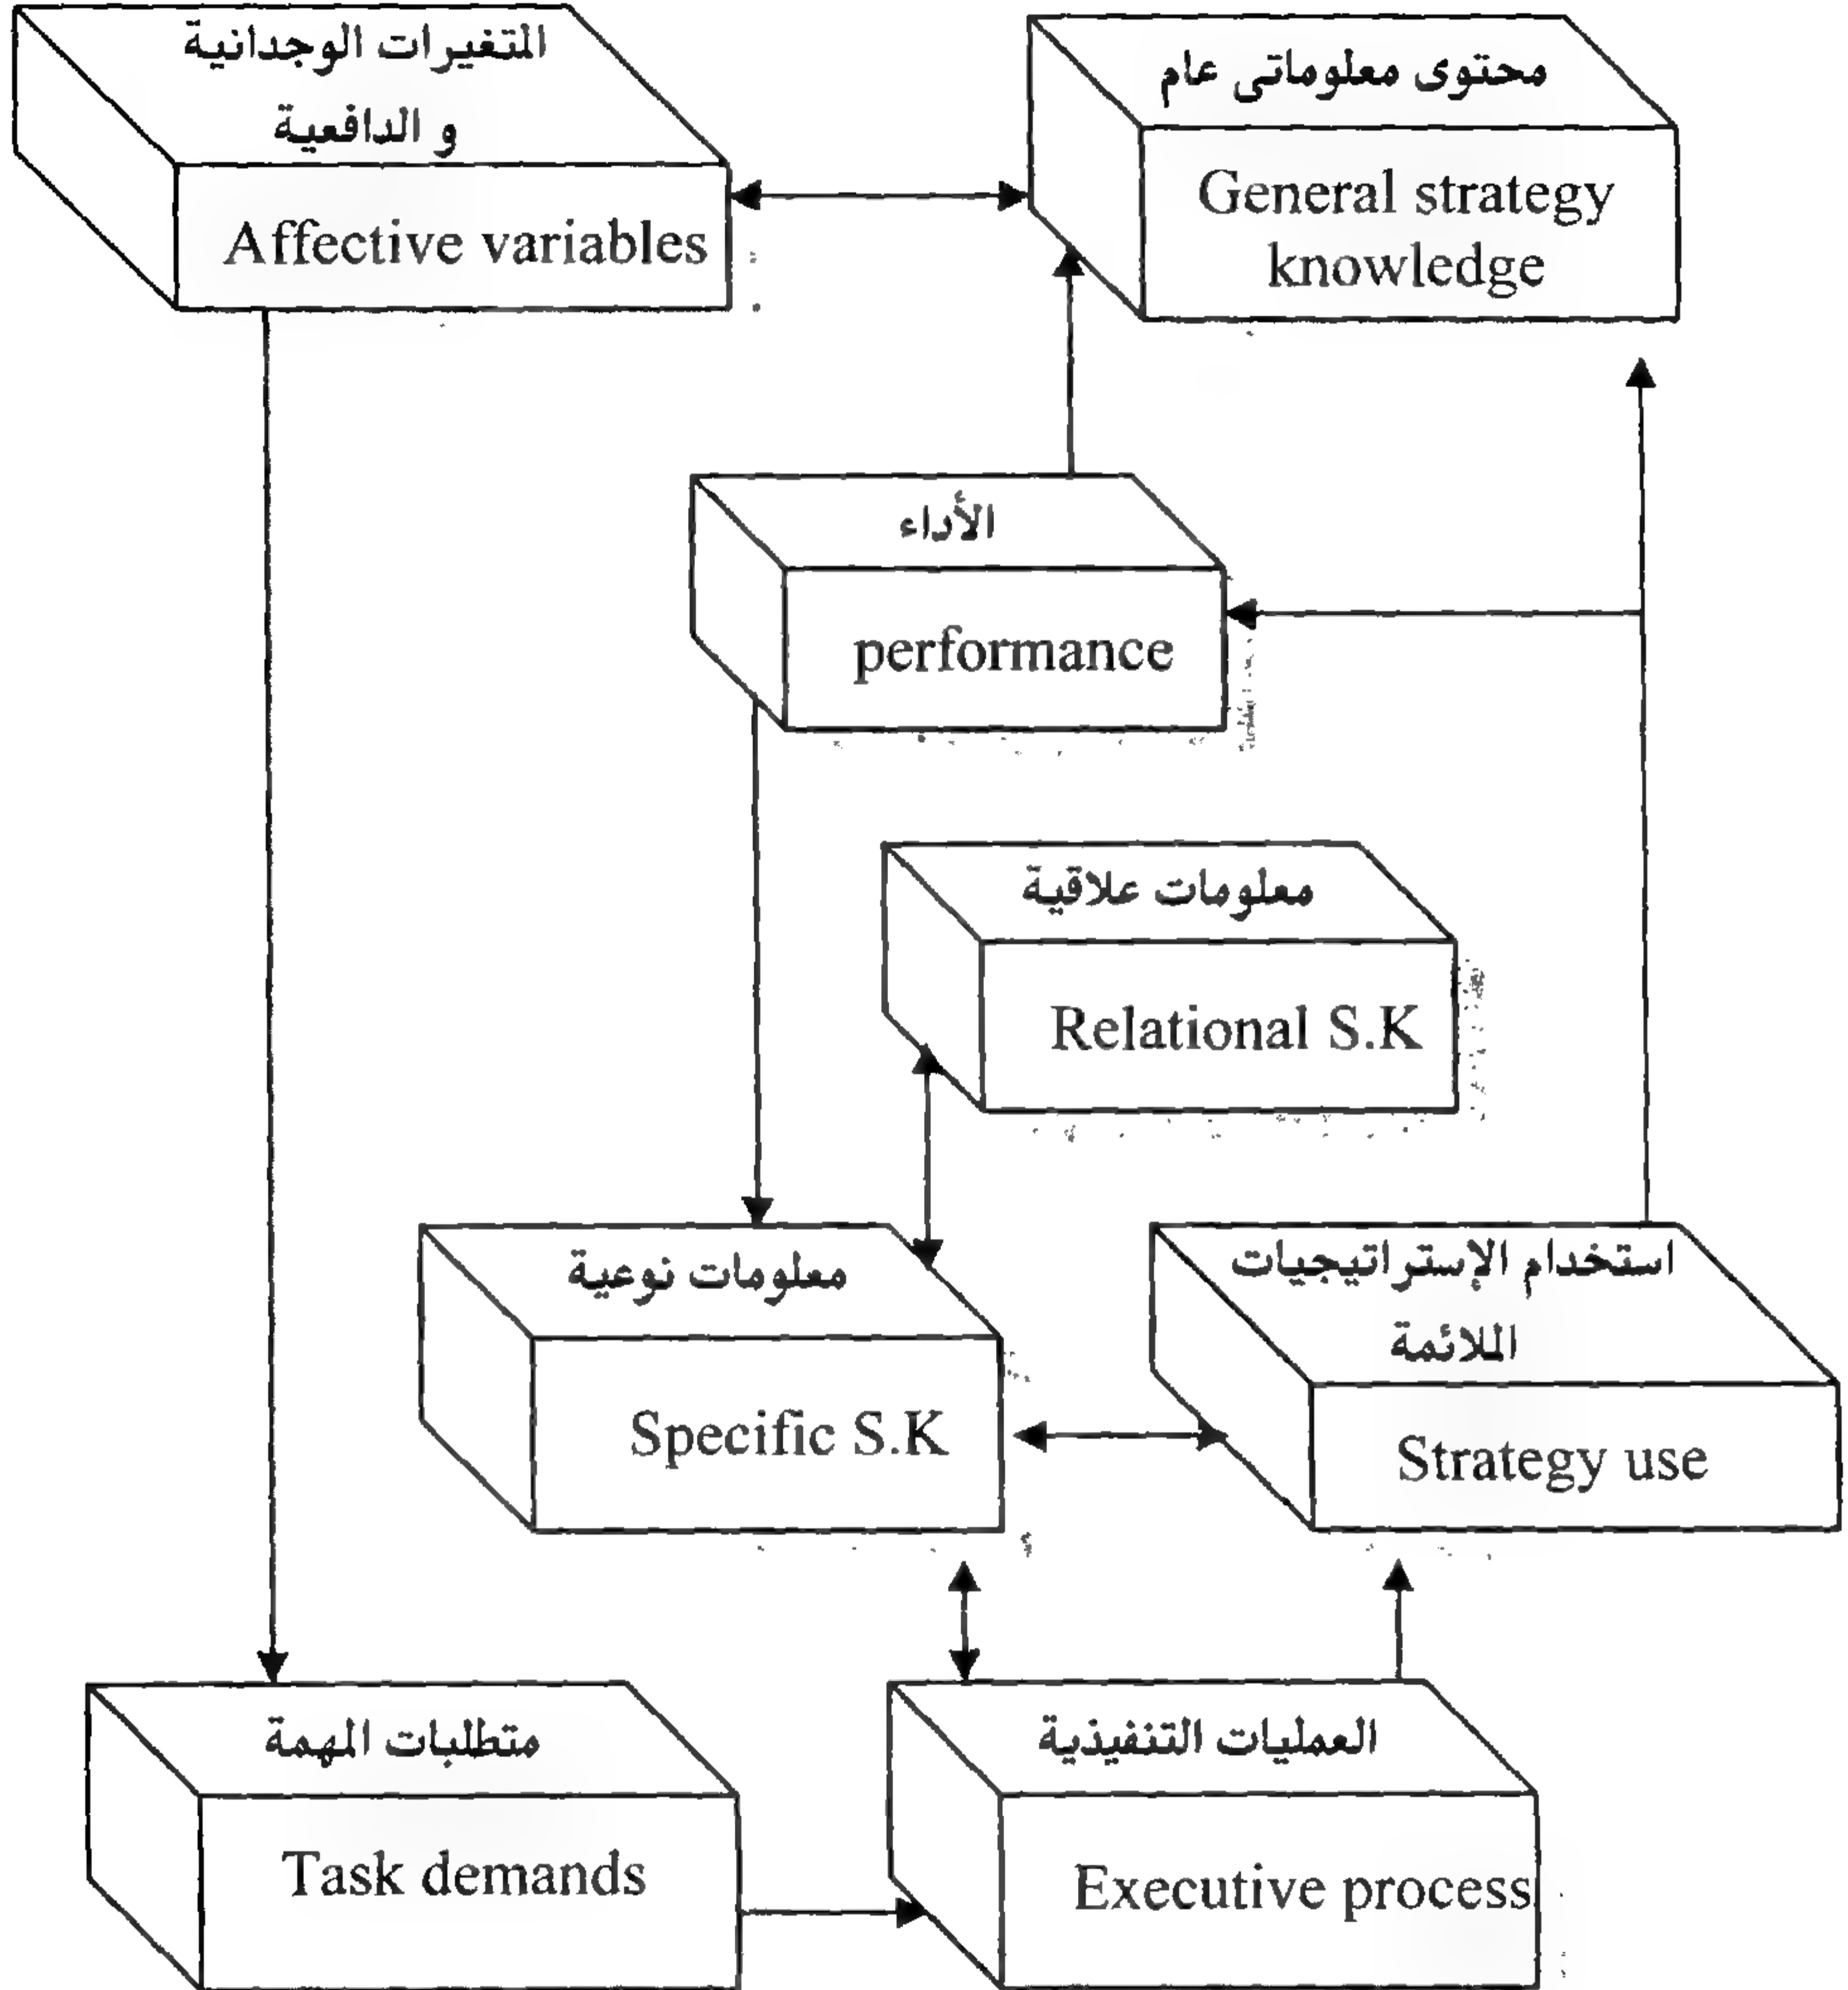 المتغيرات الوجدانية
و الدافعية
Affective variables
محتوى معلوماتى عام
General strategy
knowledge
الأداء
performance
معلومات علاقية
Relational S.K
معلومات نوعية
Specific S.K
استخدام الإستراتيجيات
الملائمة
Strategy use
متطلبات المهمة
Task demands
العمليات التنفيذية
Executive process